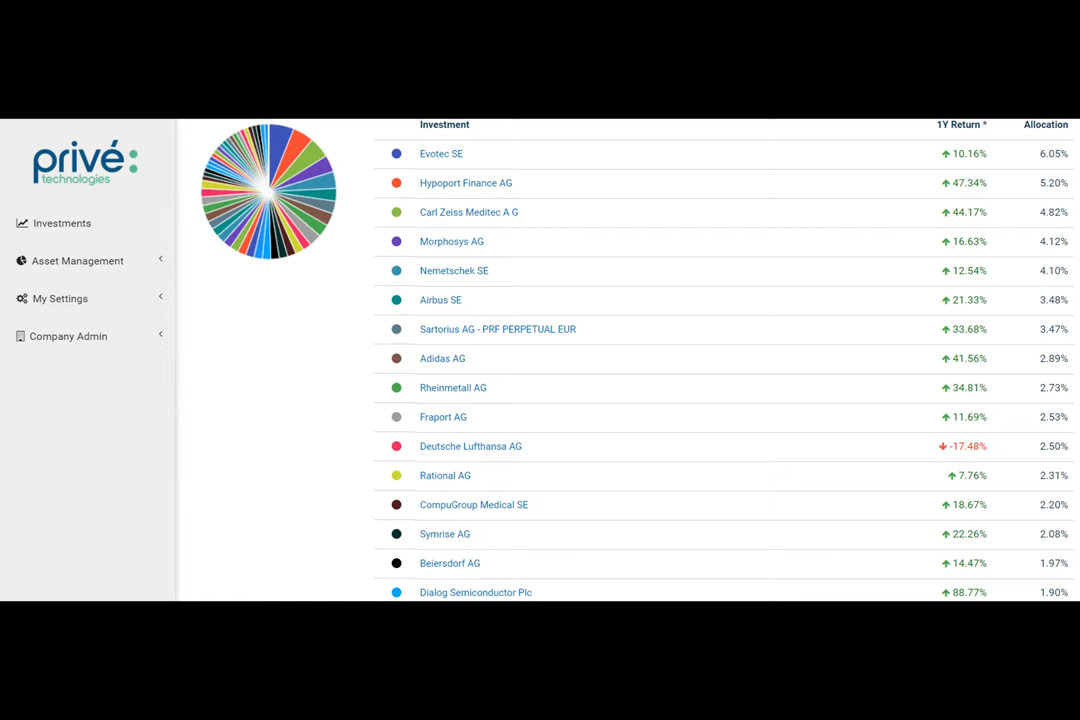 privé:
technologies
Investments
Asset Management
My Settings
Company Admin
Investment 1Y Return * Allocation
Evotec SE 10.16% 6.05%
Hypoport Finance AG 47.34% 5.20%
Carl Zeiss Meditec A G 44.17% 4.82%
Morphosys AG 16.63% 4.12%
Nemetschek SE 12.54% 4.10%
Airbus SE 21.33% 3.48%
Sartorius AG - PRF PERPETUAL EUR 33.68% 3.47%
Adidas AG 41.56% 2.89%
Rheinmetall AG 34.81% 2.73%
Fraport AG 11.69% 2.53%
Deutsche Lufthansa AG -17.48% 2.50%
Rational AG 7.76% 2.31%
CompuGroup Medical SE 18.67% 2.20%
Symrise AG 22.26% 2.08%
Beiersdorf AG 14.47% 1.97%
Dialog Semiconductor Plc 88.77% 1.90%